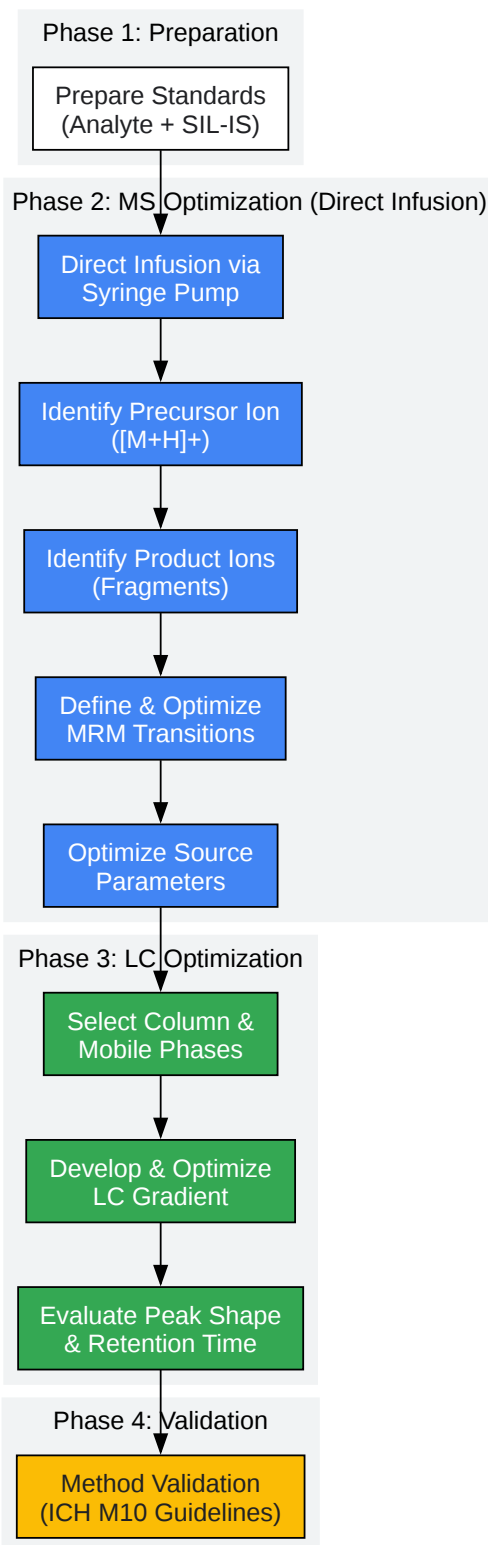 Phase 1: Preparation
Prepare Standards
(Analyte + SIL-IS)
Phase 2: MS Optimization (Direct Infusion)
Direct Infusion via
Syringe Pump
Identify Precursor Ion
([M+H]+)
Identify Product Ions
(Fragments)
Define & Optimize
MRM Transitions
Optimize Source
Parameters
Phase 3: LC Optimization
Select Column &
Mobile Phases
Develop & Optimize
LC Gradient
Evaluate Peak Shape
& Retention Time
Phase 4: Validation
Method Validation
(ICH M10 Guidelines)